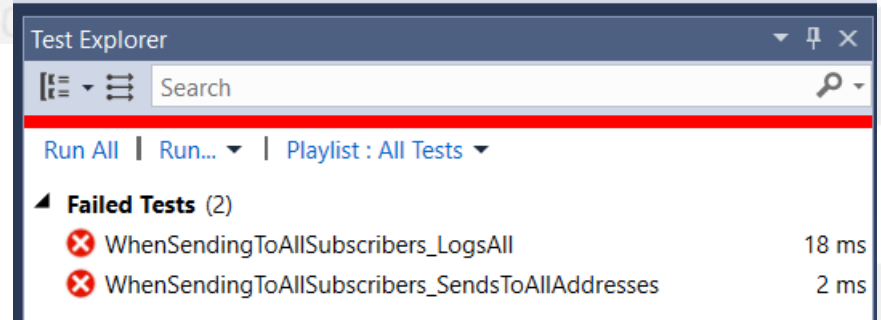 Test Explorer
Search
Run All | Run... | Playlist : All Tests
Failed Tests (2)
WhenSendingToAllSubscribers_LogsAll 18 ms
WhenSendingToAllSubscribers_SendsToAllAddresses 2 ms